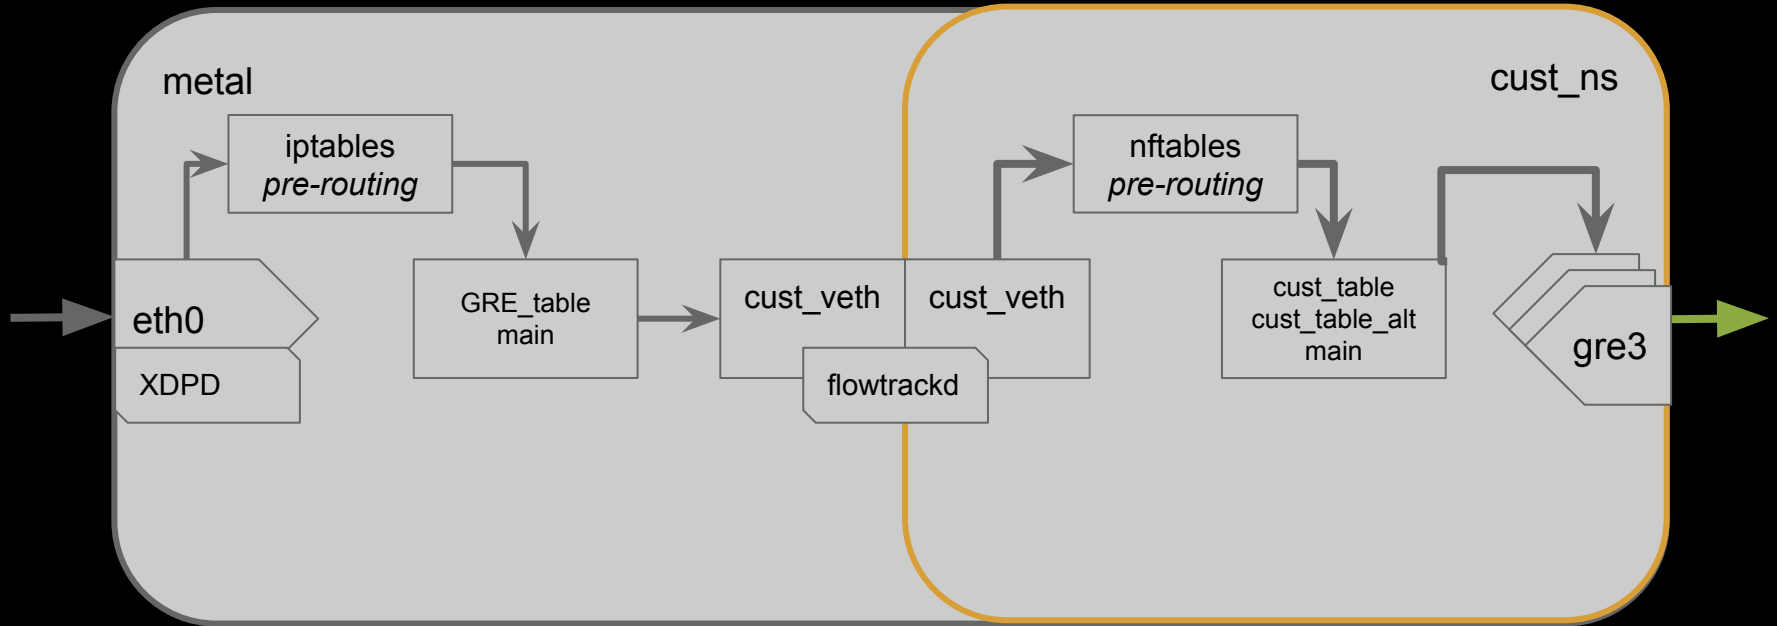 metal
cust_ns
iptables
pre-routing
nftables
pre-routing
eth0
XDPD
GRE_table
main
cust_veth
cust_veth
flowtrackd
cust_table
cust_table_alt
main
gre3